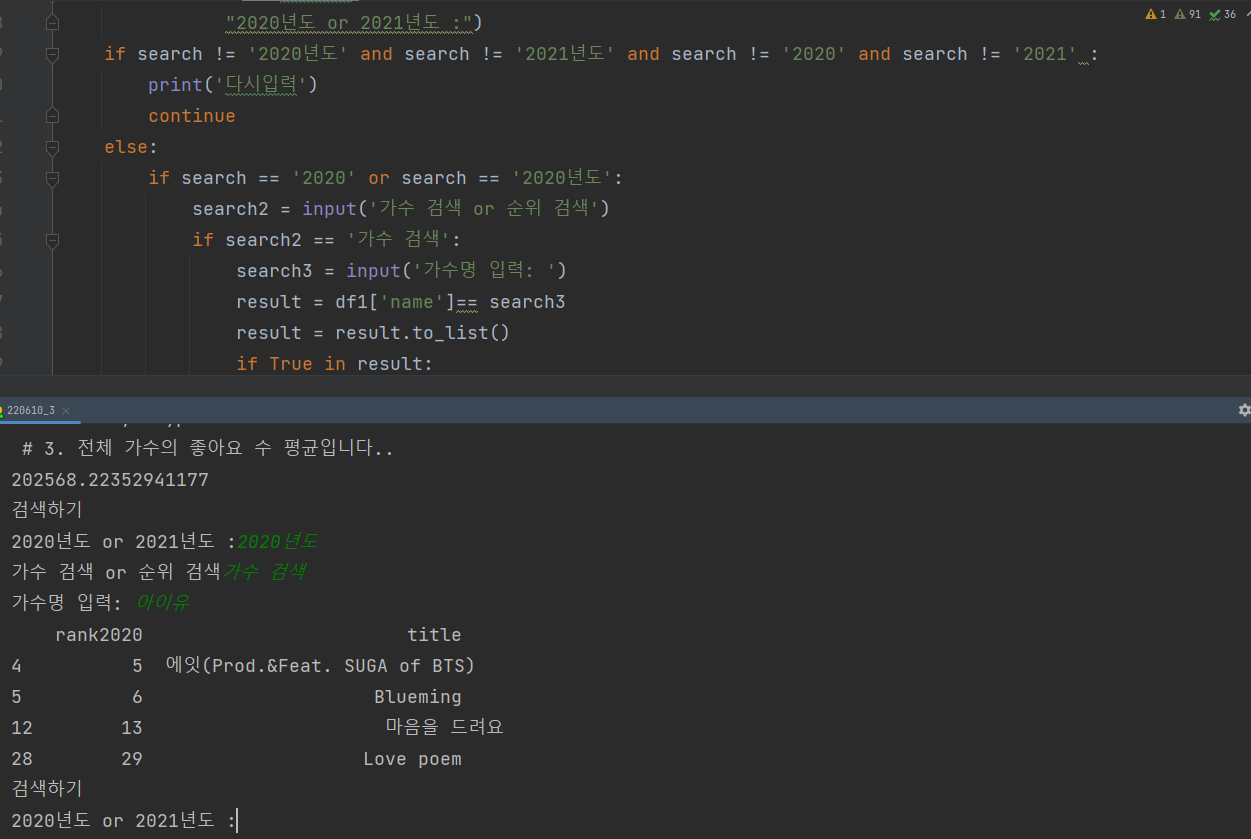 1 91 36
"2020년도 or 2021년도 :")
if search != '2020년도' and search != '2021년도' and search != '2020' and search != '2021' :
print('다시입력')
continue
else:
if search == '2020' or search == '2020년도':
search2 = input('가수 검색 or 순위 검색')
if search2 == '가수 검색':
search3 = input('가수명 입력: ')
result = df1['name']== search3
result = result.to_list()
if True in result:
220610_3
# 3. 전체 가수의 좋아요 수 평균입니다..
202568.22352941177
검색하기
2020년도 or 2021년도 :2020년도
가수 검색 or 순위 검색가수 검색
가수명 입력: 아이유
rank2020 title
4 5 에잇(Prod.&Feat. SUGA of BTS)
5 6 Blueming
12 13 마음을 드려요
28 29 Love poem
검색하기
2020년도 or 2021년도 :